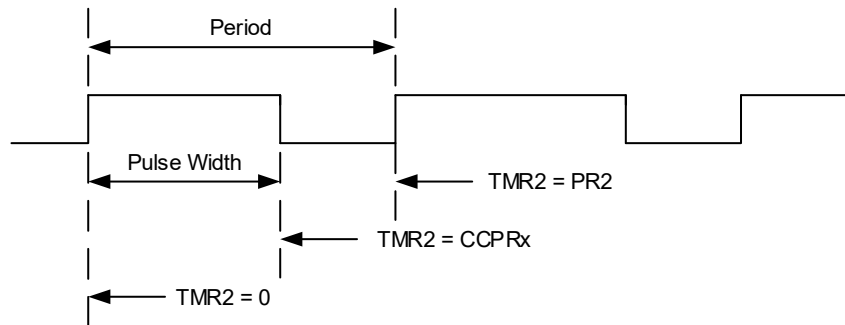 Period
Pulse Width
TMR2 = PR2
TMR2 = CCPRx
TMR2 = 0